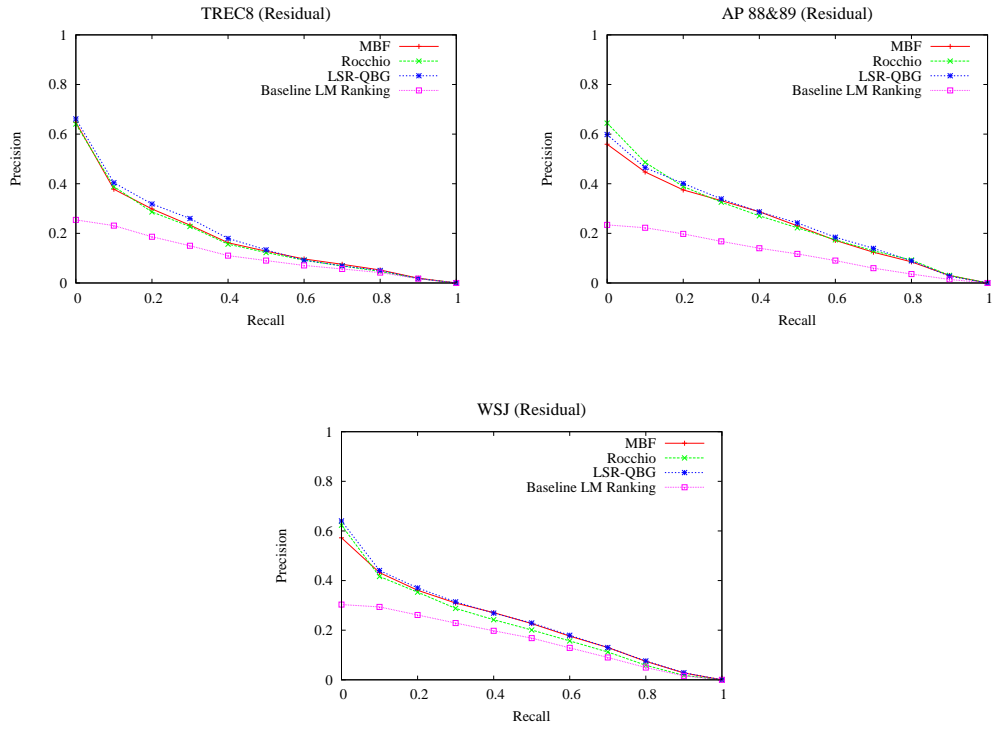 TREC8 (Residual)
1
0.8
0.6
0.4
0.2
0
0 0.2 0.4 0.6 0.8 1
Precision
Recall
MBF
Rocchio
LSR-QBG
Baseline LM Ranking
AP 88&89 (Residual)
1
0.8
0.6
0.4
0.2
0
0 0.2 0.4 0.6 0.8 1
Precision
Recall
MBF
Rocchio
LSR-QBG
Baseline LM Ranking
WSJ (Residual)
1
0.8
0.6
0.4
0.2
0
0 0.2 0.4 0.6 0.8 1
Precision
Recall
MBF
Rocchio
LSR-QBG
Baseline LM Ranking